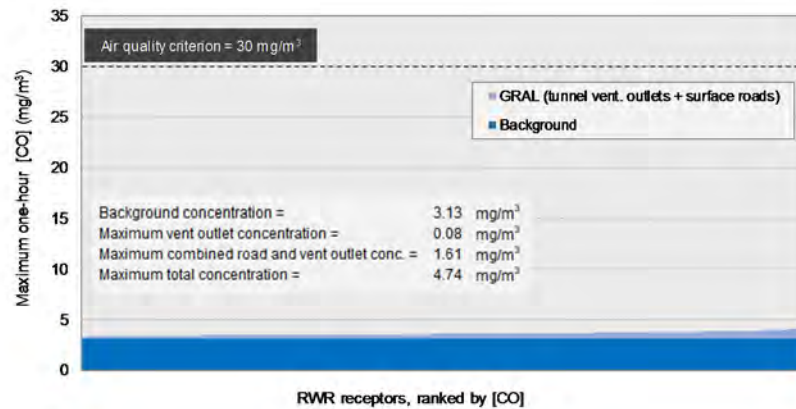 35
Air quality criterion = 30 mg/m³
30
GRAL (tunnel vent. outlets + surface roads)
25
Background
20
Maximum one-hour [CO] (mg/m³)
15
Background concentration = 3.13 mg/m³
Maximum vent outlet concentration = 0.08 mg/m³
Maximum combined road and vent outlet conc. = 1.61 mg/m³
10
Maximum total concentration = 4.74 mg/m³
5
0
RWR receptors, ranked by [CO]